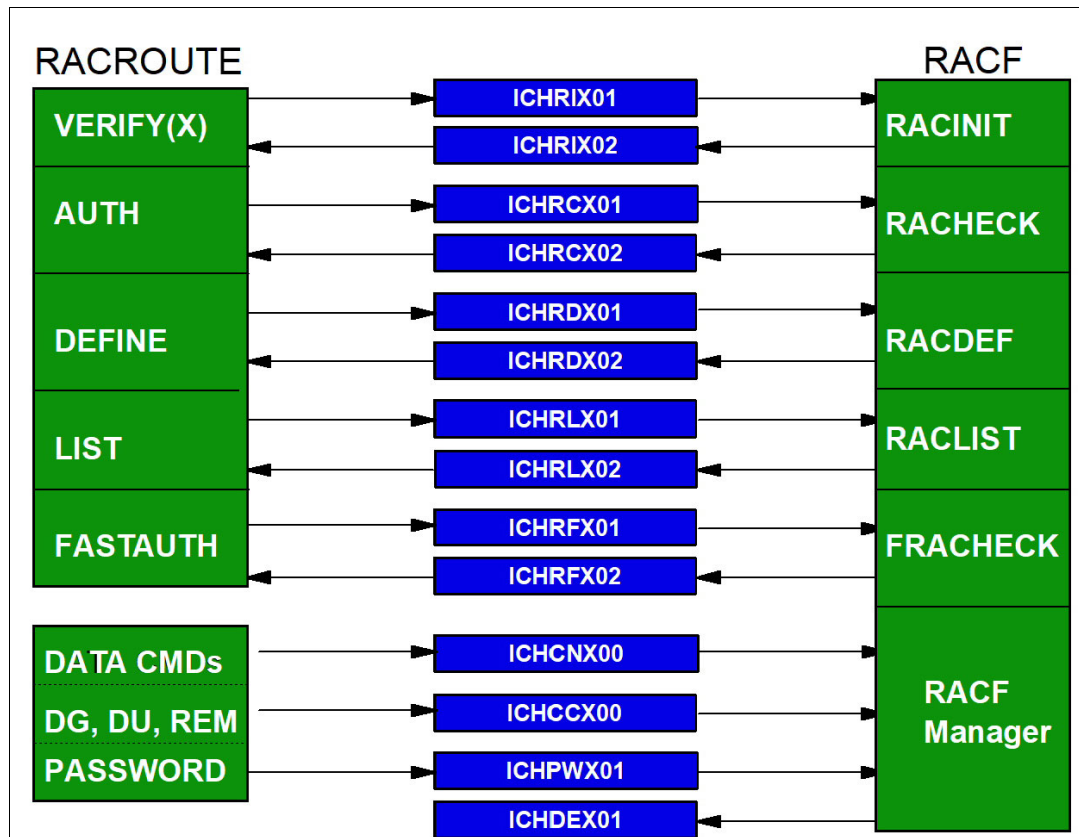 RACROUTE
RACF
VERIFY(X)
ICHRIX01
ICHRIX02
RACINIT
AUTH
ICHRCX01
ICHRCX02
RACHECK
DEFINE
ICHRDX01
ICHRDX02
RACDEF
LIST
ICHRLX01
ICHRLX02
RACLIST
FASTAUTH
ICHRFX01
ICHRFX02
FRACHECK
DATA CMDs
ICHCNX00
DG, DU, REM
ICHCCX00
PASSWORD
ICHPWX01
ICHDEX01
RACF
Manager